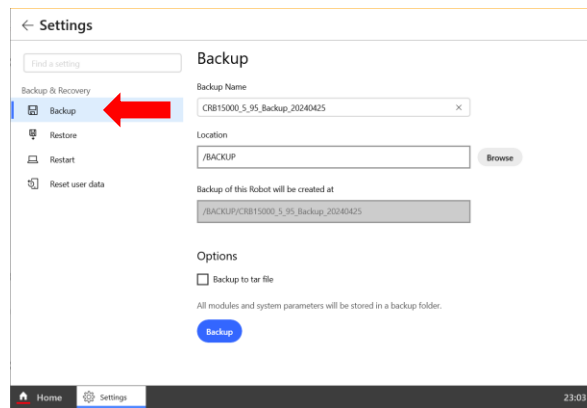 ← Settings
Find a setting
Backup & Recovery
Backup
Restore
Restart
Reset user data
Backup
Backup Name
CRB15000_5_95_Backup_20240425
Location
/BACKUP
Browse
Backup of this Robot will be created at
/BACKUP/CRB15000_5_95_Backup_20240425
Options
Backup to tar file
All modules and system parameters will be stored in a backup folder.
Backup
Home Settings 23:03